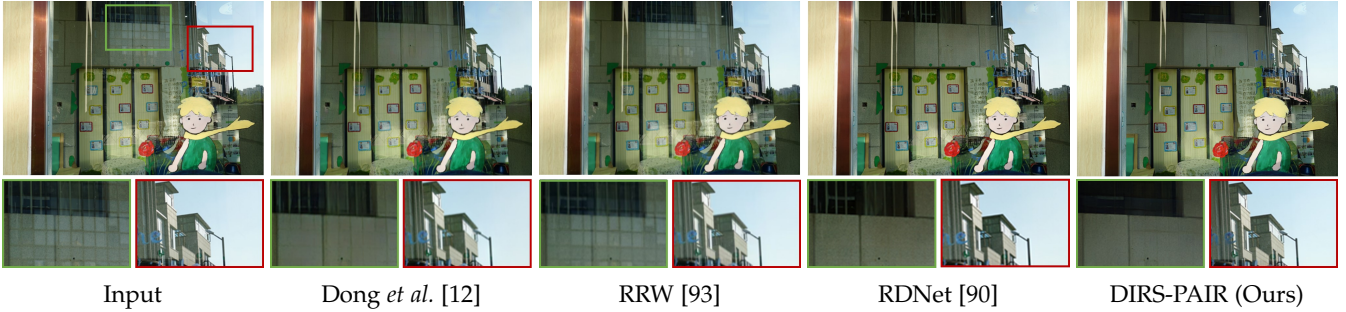 Input
Dong et al. [12]
RRW [93]
RDNet [90]
DIRS-PAIR (Ours)